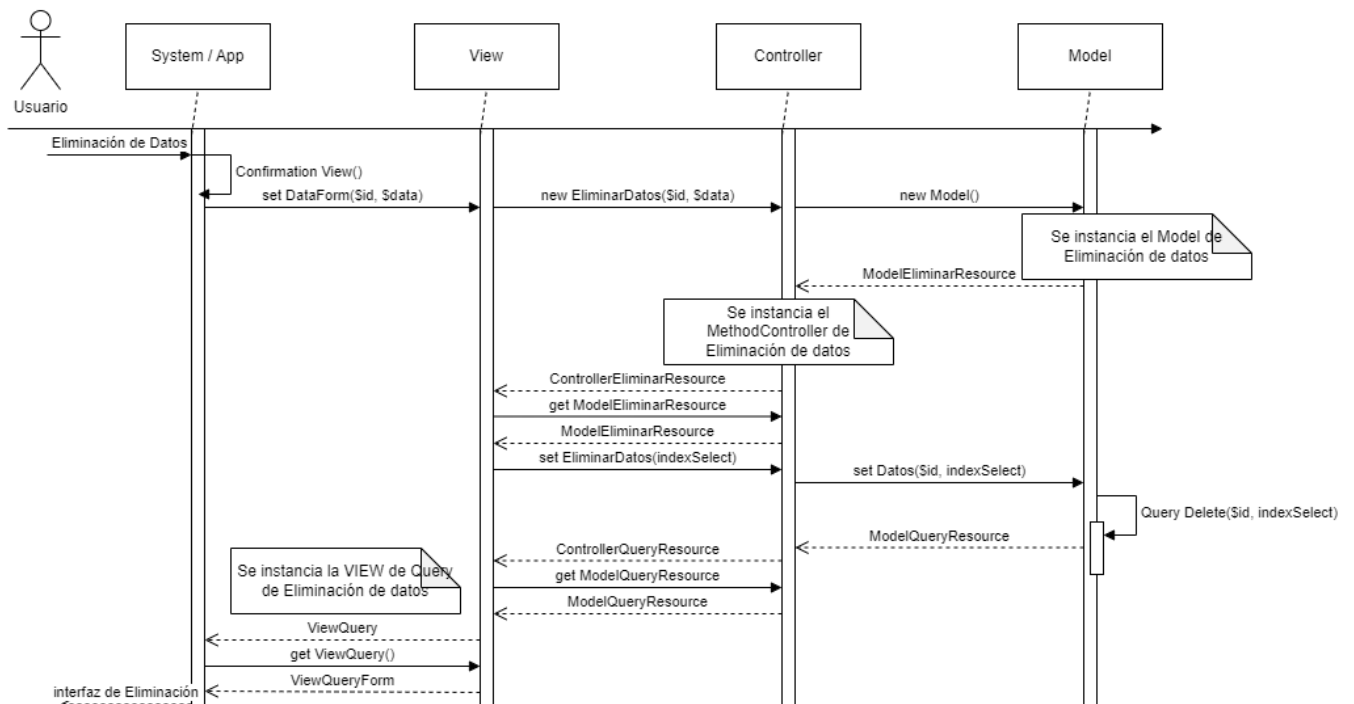 System / App
View
Controller
Model
Usuario
Eliminación de Datos
Confirmation View()
set DataForm($id, $data)
new EliminarDatos($id, $data)
new Model()
Se instancia el Model de
Eliminación de datos
ModelEliminarResource
Se instancia el
MethodController de
Eliminación de datos
ControllerEliminarResource
get ModelEliminarResource
ModelEliminarResource
set EliminarDatos(indexSelect)
set Datos($id, indexSelect)
Query Delete($id, indexSelect)
ModelQueryResource
ControllerQueryResource
Se instancia la VIEW de Query
de Eliminación de datos
get ModelQueryResource
ModelQueryResource
ViewQuery
get ViewQuery()
ViewQueryForm
interfaz de Eliminación